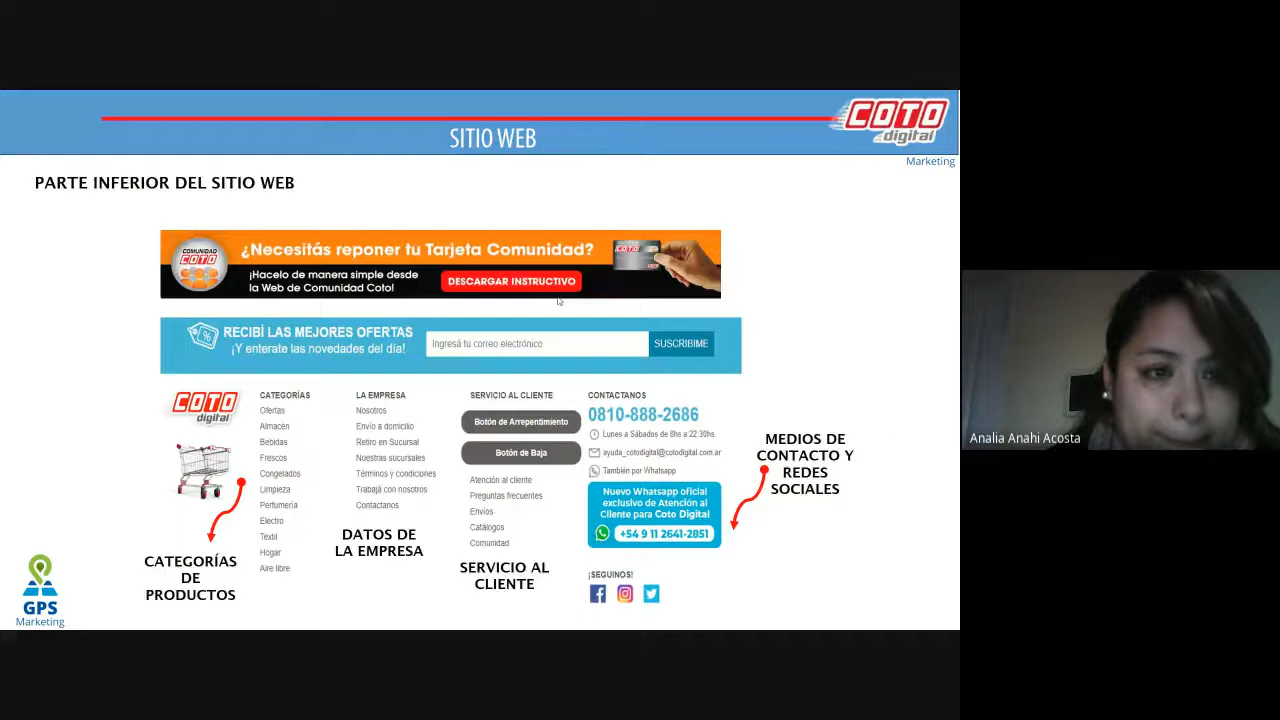 COTO
digital
SITIO WEB
Marketing
PARTE INFERIOR DEL SITIO WEB
COMUNIDAD
COTO
¿Necesitás reponer tu Tarjeta Comunidad?
¡Hacelo de manera simple desde
la Web de Comunidad Coto!
DESCARGAR INSTRUCTIVO
COTO
%
RECIBÍ LAS MEJORES OFERTAS
¡Y enterate las novedades del día!
Ingresá tu correo electrónico
SUSCRIBIME
COTO
digital
CATEGORÍAS
Ofertas
Almacén
Bebidas
Frescos
Congelados
Limpieza
Perfumería
Electro
Textil
Hogar
Aire libre
LA EMPRESA
Nosotros
Envío a domicilio
Retiro en Sucursal
Nuestras sucursales
Términos y condiciones
Trabajá con nosotros
Contactanos
SERVICIO AL CLIENTE
Botón de Arrepentimiento
Botón de Baja
Atención al cliente
Preguntas frecuentes
Envíos
Catálogos
Comunidad
CONTACTANOS
0810-888-2686
Lunes a Sábados de 8hs a 22:30hs.
ayuda_cotodigital@cotodigital.com.ar
También por Whatsapp
Nuevo Whatsapp oficial
exclusivo de Atención al
Cliente para Coto Digital
+54 9 11 2641-2851
¡SEGUINOS!
MEDIOS DE
CONTACTO Y
REDES
SOCIALES
CATEGORÍAS
DE
PRODUCTOS
DATOS DE
LA EMPRESA
SERVICIO AL
CLIENTE
GPS
Marketing
Analia Anahi Acosta